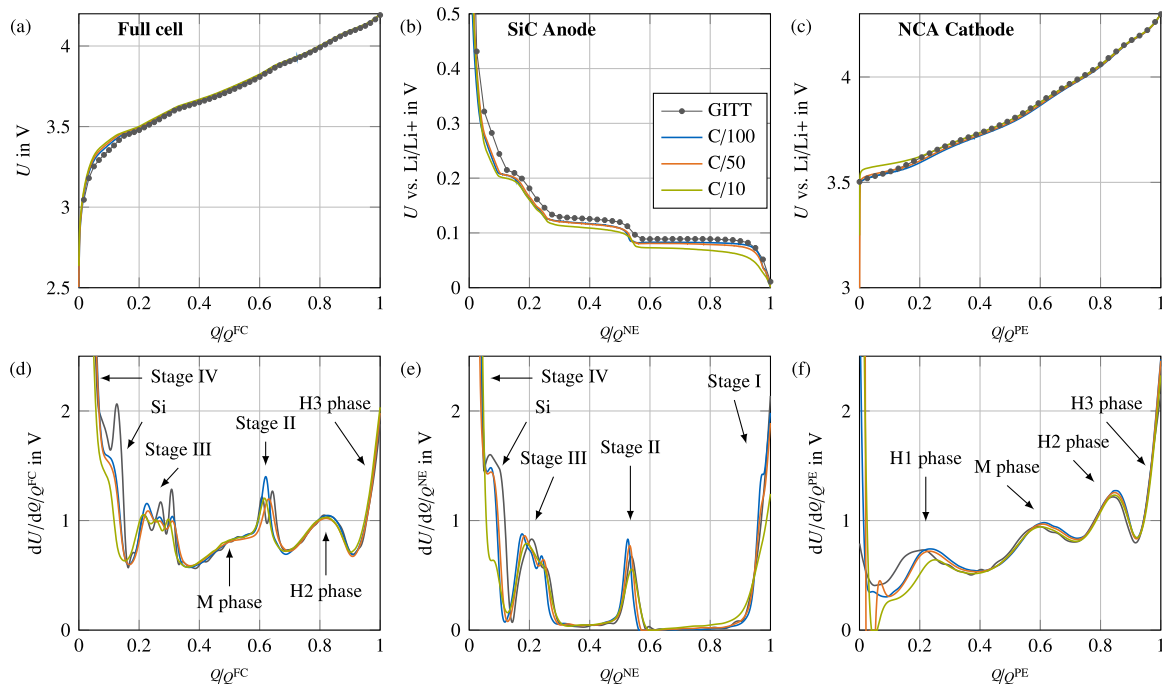 (a)
Full cell
4
3.5
3
2.5
U in V
0
0.2
0.4
0.6
0.8
1
Q/Q^FC
(b)
SiC Anode
0.5
0.4
0.3
0.2
0.1
0
U vs. Li/Li+ in V
GITT
C/100
C/50
C/10
0
0.2
0.4
0.6
0.8
1
Q/Q^NE
(c)
NCA Cathode
4
3.5
3
U vs. Li/Li+ in V
0
0.2
0.4
0.6
0.8
1
Q/Q^PE
(d)
2
1
0
dU/dQ/Q^FC in V
Stage IV
Si
Stage III
Stage II
H3 phase
M phase
H2 phase
0
0.2
0.4
0.6
0.8
1
Q/Q^FC
(e)
2
1
0
dU/dQ/Q^NE in V
Stage IV
Si
Stage III
Stage II
Stage I
0
0.2
0.4
0.6
0.8
1
Q/Q^NE
(f)
2
1
0
dU/dQ/Q^PE in V
H1 phase
M phase
H2 phase
H3 phase
0
0.2
0.4
0.6
0.8
1
Q/Q^PE